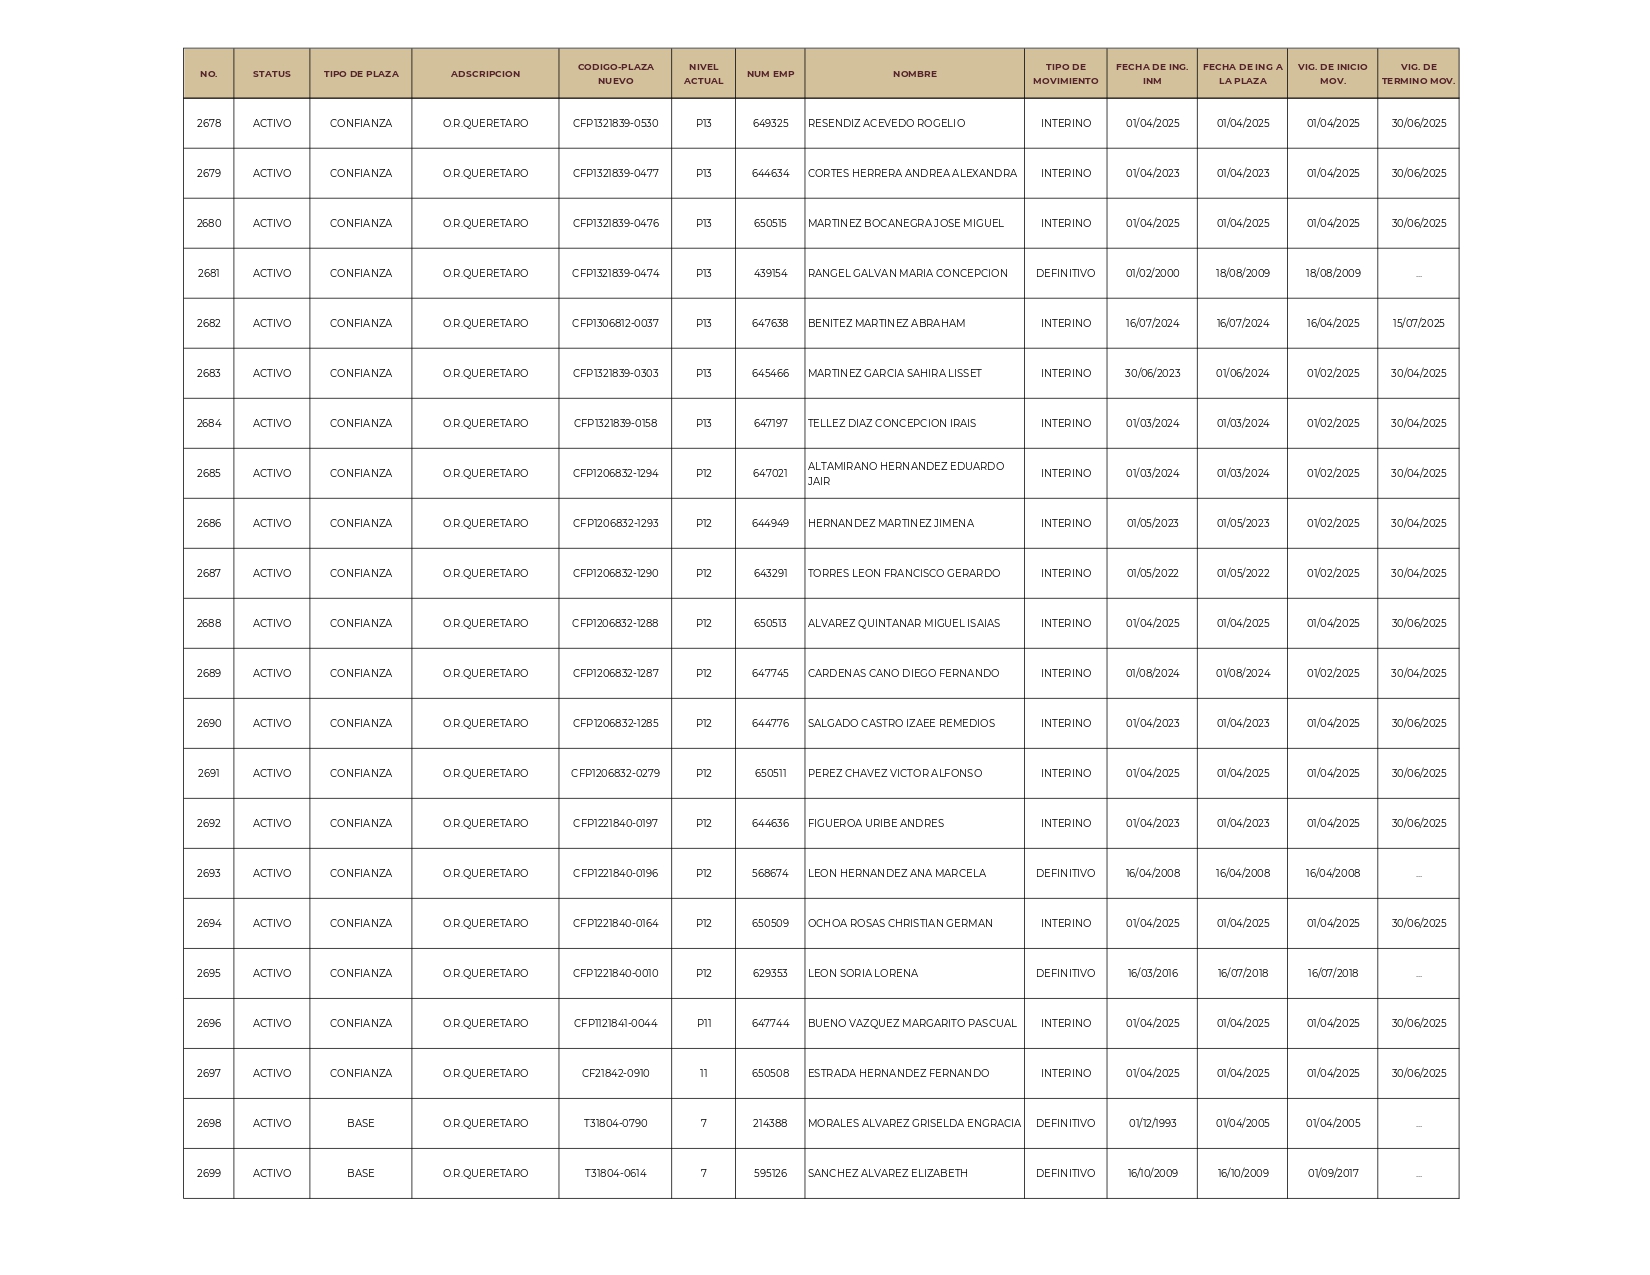 NO. STATUS TIPO DE PLAZA ADSCRIPCION CODIGO-PLAZA NUEVO NIVEL ACTUAL NUM EMP NOMBRE TIPO DE MOVIMIENTO FECHA DE ING. INM FECHA DE ING A LA PLAZA VIG. DE INICIO MOV. VIG. DE TERMINO MOV.
2678 ACTIVO CONFIANZA O.R.QUERETARO CFP1321839-0530 P13 649325 RESENDIZ ACEVEDO ROGELIO INTERINO 01/04/2025 01/04/2025 01/04/2025 30/06/2025
2679 ACTIVO CONFIANZA O.R.QUERETARO CFP1321839-0477 P13 644634 CORTES HERRERA ANDREA ALEXANDRA INTERINO 01/04/2023 01/04/2023 01/04/2025 30/06/2025
2680 ACTIVO CONFIANZA O.R.QUERETARO CFP1321839-0476 P13 650515 MARTINEZ BOCANEGRA JOSE MIGUEL INTERINO 01/04/2025 01/04/2025 01/04/2025 30/06/2025
2681 ACTIVO CONFIANZA O.R.QUERETARO CFP1321839-0474 P13 439154 RANGEL GALVAN MARIA CONCEPCION DEFINITIVO 01/02/2000 18/08/2009 18/08/2009 ...
2682 ACTIVO CONFIANZA O.R.QUERETARO CFP1306812-0037 P13 647638 BENITEZ MARTINEZ ABRAHAM INTERINO 16/07/2024 16/07/2024 16/04/2025 15/07/2025
2683 ACTIVO CONFIANZA O.R.QUERETARO CFP1321839-0303 P13 645466 MARTINEZ GARCIA SAHIRA LISSET INTERINO 30/06/2023 01/06/2024 01/02/2025 30/04/2025
2684 ACTIVO CONFIANZA O.R.QUERETARO CFP1321839-0158 P13 647197 TELLEZ DIAZ CONCEPCION IRAIS INTERINO 01/03/2024 01/03/2024 01/02/2025 30/04/2025
2685 ACTIVO CONFIANZA O.R.QUERETARO CFP1206832-1294 P12 647021 ALTAMIRANO HERNANDEZ EDUARDO JAIR INTERINO 01/03/2024 01/03/2024 01/02/2025 30/04/2025
2686 ACTIVO CONFIANZA O.R.QUERETARO CFP1206832-1293 P12 644949 HERNANDEZ MARTINEZ JIMENA INTERINO 01/05/2023 01/05/2023 01/02/2025 30/04/2025
2687 ACTIVO CONFIANZA O.R.QUERETARO CFP1206832-1290 P12 643291 TORRES LEON FRANCISCO GERARDO INTERINO 01/05/2022 01/05/2022 01/02/2025 30/04/2025
2688 ACTIVO CONFIANZA O.R.QUERETARO CFP1206832-1288 P12 650513 ALVAREZ QUINTANAR MIGUEL ISAIAS INTERINO 01/04/2025 01/04/2025 01/04/2025 30/06/2025
2689 ACTIVO CONFIANZA O.R.QUERETARO CFP1206832-1287 P12 647745 CARDENAS CANO DIEGO FERNANDO INTERINO 01/08/2024 01/08/2024 01/02/2025 30/04/2025
2690 ACTIVO CONFIANZA O.R.QUERETARO CFP1206832-1285 P12 644776 SALGADO CASTRO IZAEE REMEDIOS INTERINO 01/04/2023 01/04/2023 01/04/2025 30/06/2025
2691 ACTIVO CONFIANZA O.R.QUERETARO CFP1206832-0279 P12 650511 PEREZ CHAVEZ VICTOR ALFONSO INTERINO 01/04/2025 01/04/2025 01/04/2025 30/06/2025
2692 ACTIVO CONFIANZA O.R.QUERETARO CFP1221840-0197 P12 644636 FIGUEROA URIBE ANDRES INTERINO 01/04/2023 01/04/2023 01/04/2025 30/06/2025
2693 ACTIVO CONFIANZA O.R.QUERETARO CFP1221840-0196 P12 568674 LEON HERNANDEZ ANA MARCELA DEFINITIVO 16/04/2008 16/04/2008 16/04/2008 ...
2694 ACTIVO CONFIANZA O.R.QUERETARO CFP1221840-0164 P12 650509 OCHOA ROSAS CHRISTIAN GERMAN INTERINO 01/04/2025 01/04/2025 01/04/2025 30/06/2025
2695 ACTIVO CONFIANZA O.R.QUERETARO CFP1221840-0010 P12 629353 LEON SORIA LORENA DEFINITIVO 16/03/2016 16/07/2018 16/07/2018 ...
2696 ACTIVO CONFIANZA O.R.QUERETARO CFP1121841-0044 P11 647744 BUENO VAZQUEZ MARGARITO PASCUAL INTERINO 01/04/2025 01/04/2025 01/04/2025 30/06/2025
2697 ACTIVO CONFIANZA O.R.QUERETARO CF21842-0910 11 650508 ESTRADA HERNANDEZ FERNANDO INTERINO 01/04/2025 01/04/2025 01/04/2025 30/06/2025
2698 ACTIVO BASE O.R.QUERETARO T31804-0790 7 214388 MORALES ALVAREZ GRISELDA ENGRACIA DEFINITIVO 01/12/1993 01/04/2005 01/04/2005 ...
2699 ACTIVO BASE O.R.QUERETARO T31804-0614 7 595126 SANCHEZ ALVAREZ ELIZABETH DEFINITIVO 16/10/2009 16/10/2009 01/09/2017 ...